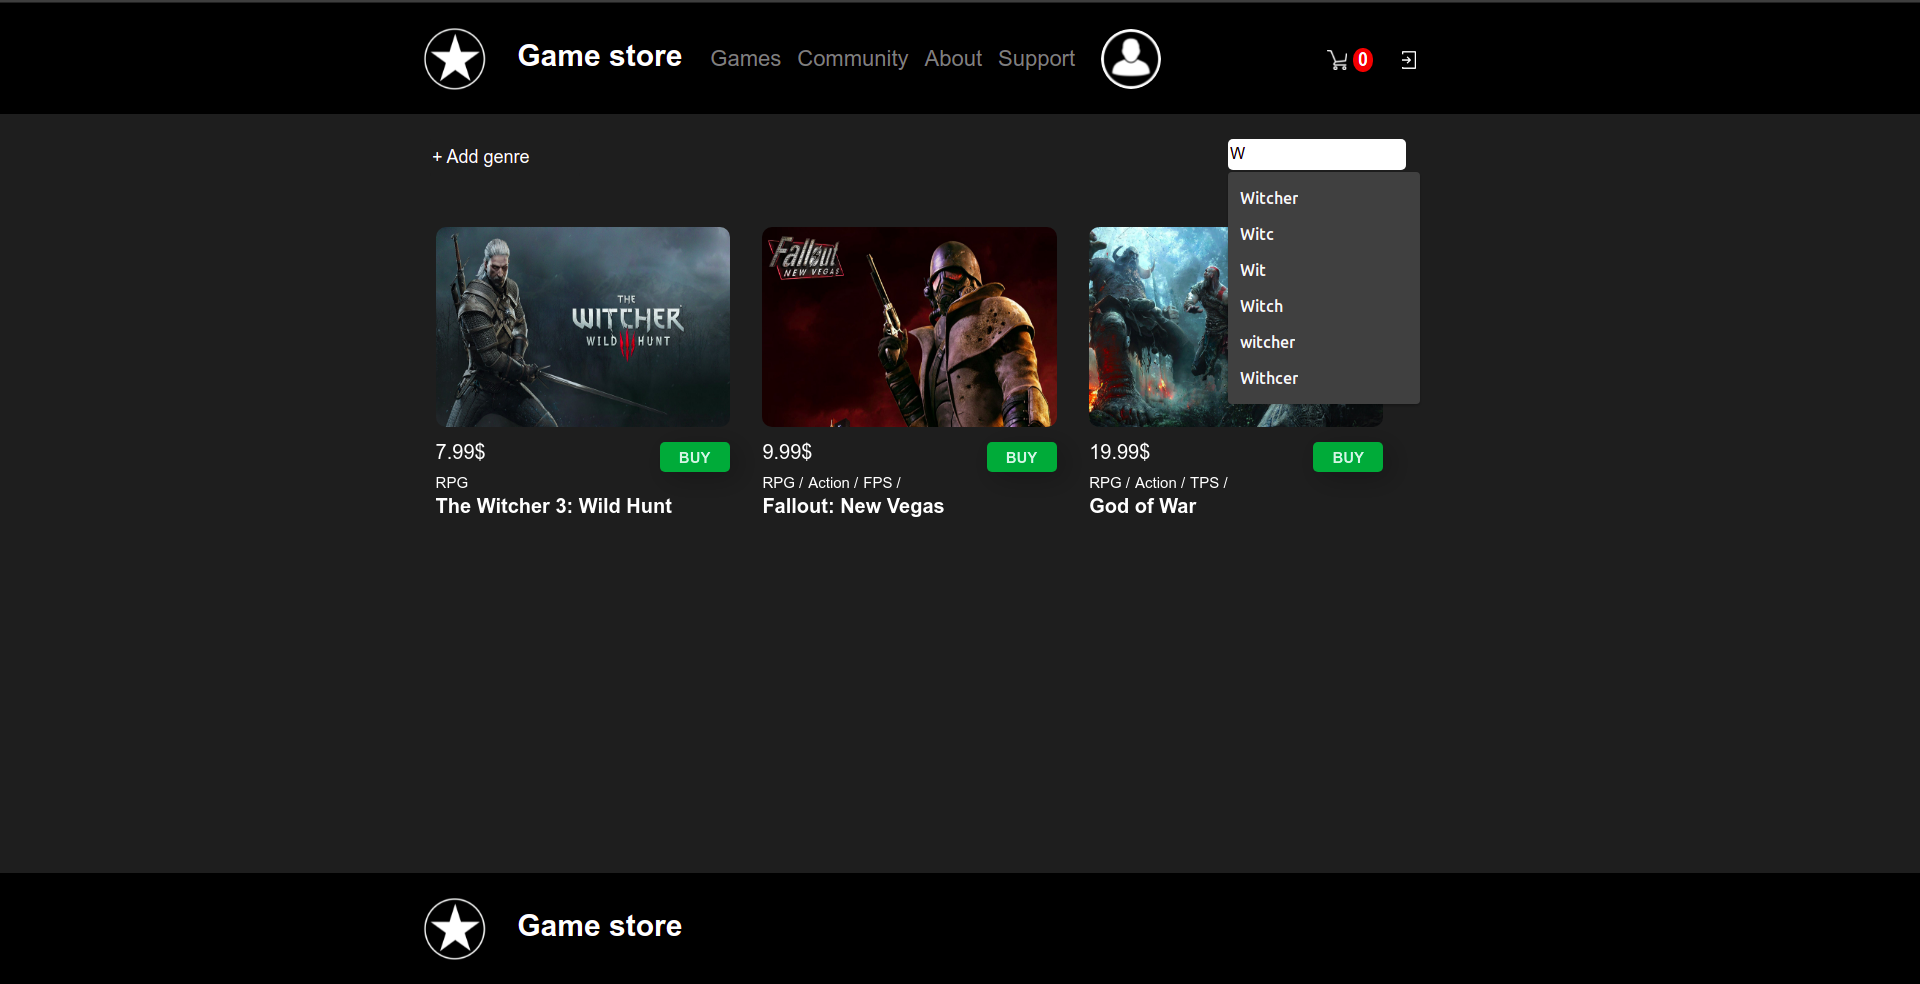 Game store Games Community About Support 0
+ Add genre
W
Witcher
Witc
Wit
Witch
witcher
Withcer
THE
WITCHER
WILD HUNT
Fallout
NEW VEGAS
7.99$ BUY
RPG
The Witcher 3: Wild Hunt
9.99$ BUY
RPG / Action / FPS /
Fallout: New Vegas
19.99$ BUY
RPG / Action / TPS /
God of War
Game store